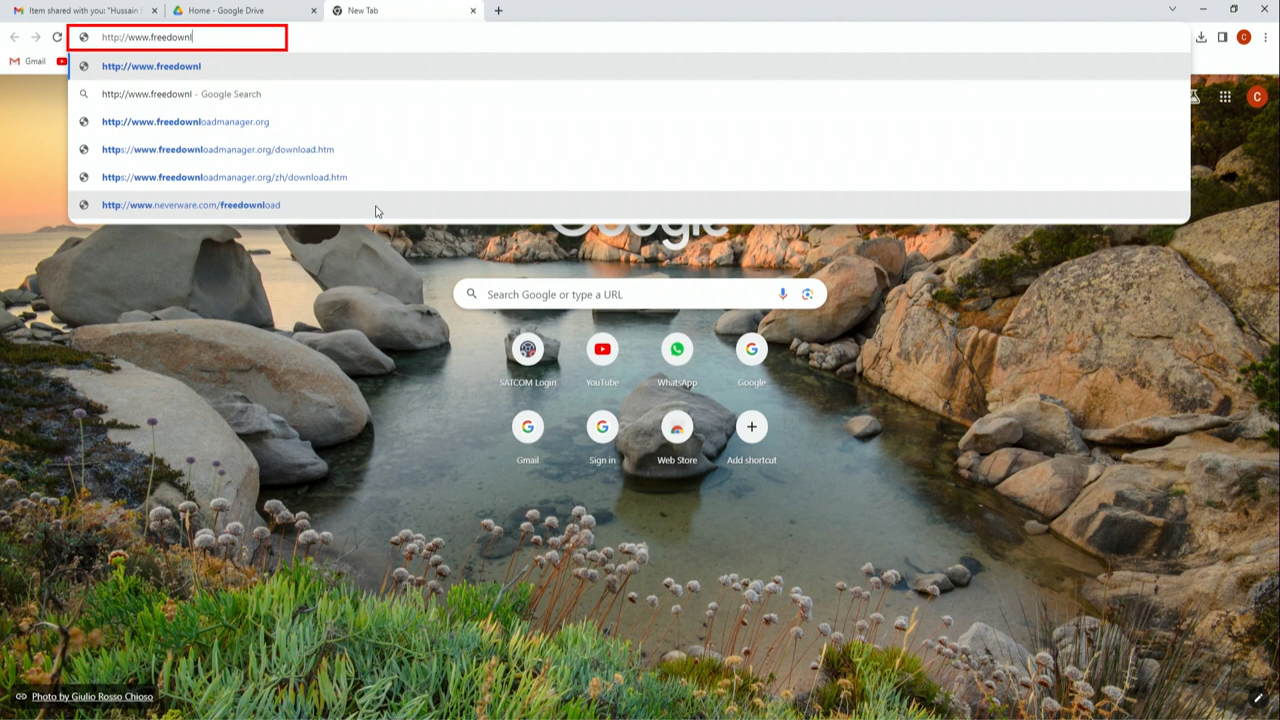 Item shared with you: "Hussain
Home - Google Drive
New Tab
http://www.freedownl
Gmail
http://www.freedownl
http://www.freedownl - Google Search
http://www.freedownloadmanager.org
https://www.freedownloadmanager.org/download.htm
https://www.freedownloadmanager.org/zh/download.htm
http://www.neverware.com/freedownload
C
C
Google
Search Google or type a URL
SATCOM Login
YouTube
WhatsApp
Google
Gmail
Sign in
Web Store
Add shortcut
Photo by Giulio Rosso Chioso